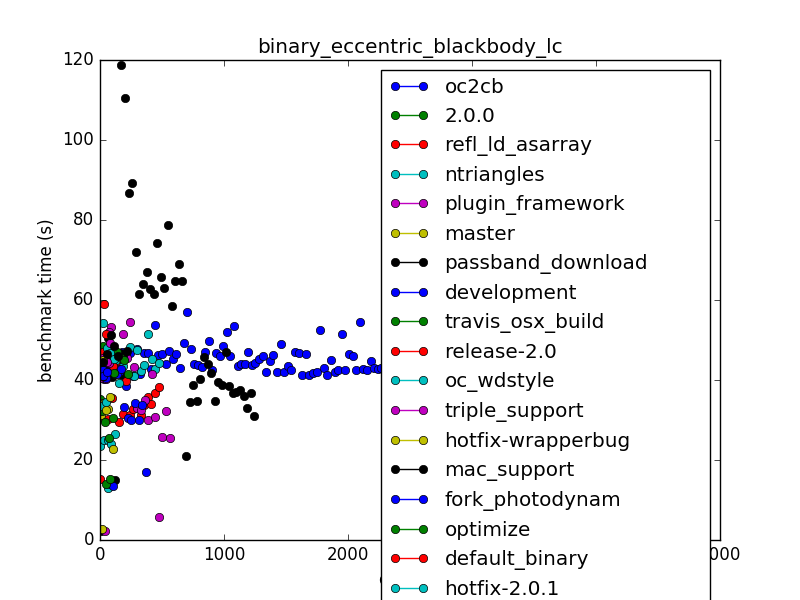 binary_eccentric_blackbody_lc
120
100
80
60
40
20
0
benchmark time (s)
0
1000
2000
000
oc2cb
2.0.0
refl_ld_asarray
ntriangles
plugin_framework
master
passband_download
development
travis_osx_build
release-2.0
oc_wdstyle
triple_support
hotfix-wrapperbug
mac_support
fork_photodynam
optimize
default_binary
hotfix-2.0.1